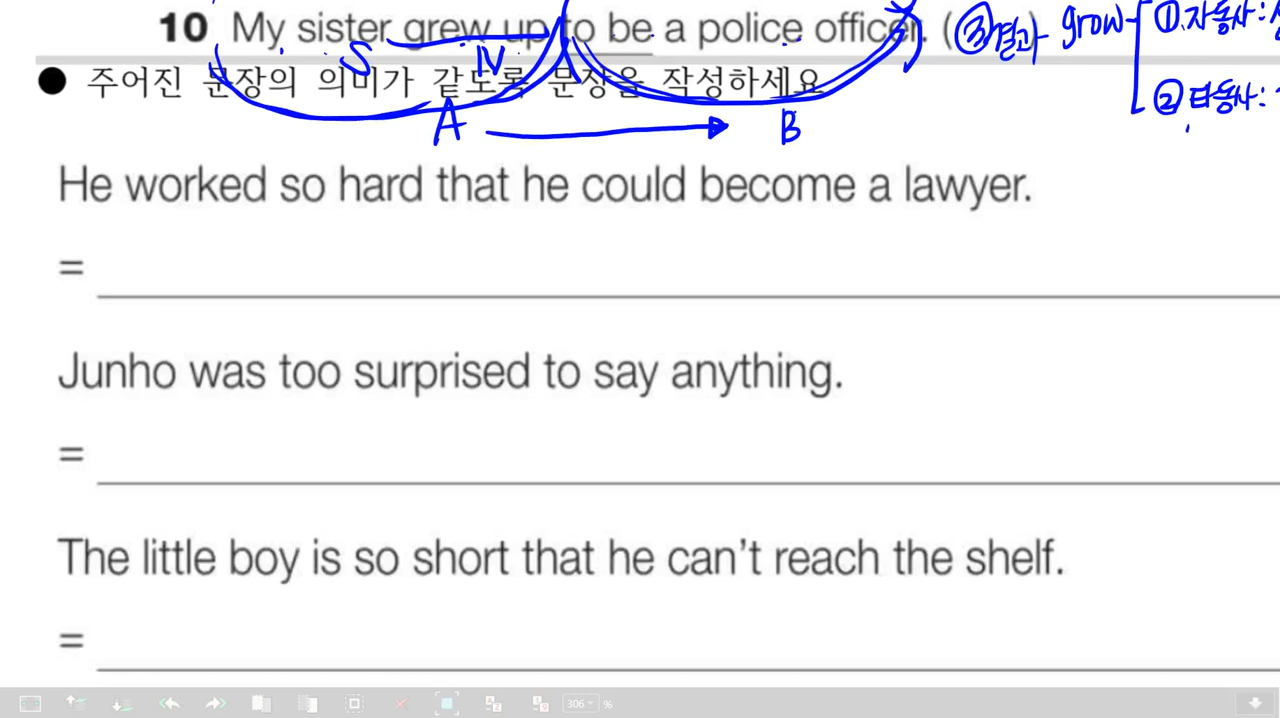 10 My sister grew up to be a police officer. ( ③결과 ) grow ①자동사:
● 주어진 문장의 의미가 같도록 문장을 작성하세요
S IV
A B ②타동사:
He worked so hard that he could become a lawyer.
=
Junho was too surprised to say anything.
=
The little boy is so short that he can't reach the shelf.
=
306 %